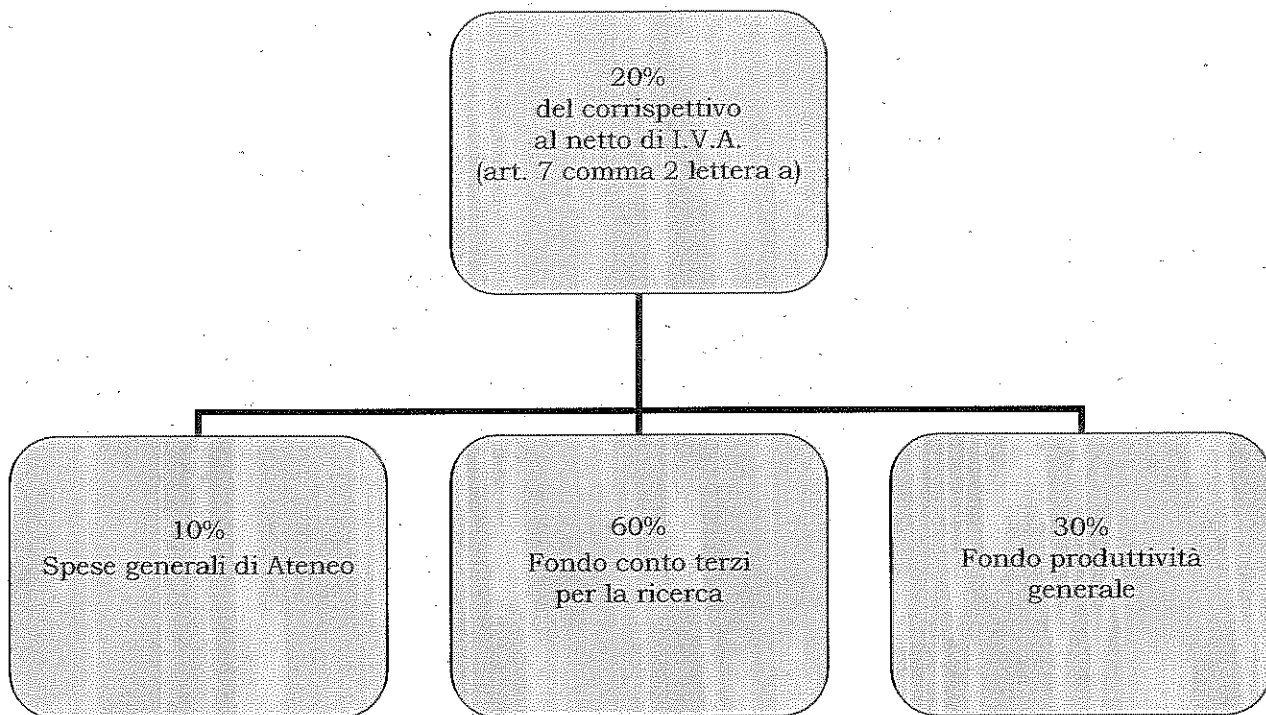 20%
del corrispettivo
al netto di I.V.A.
(art. 7 comma 2 lettera a)
10%
Spese generali di Ateneo
60%
Fondo conto terzi
per la ricerca
30%
Fondo produttività
generale